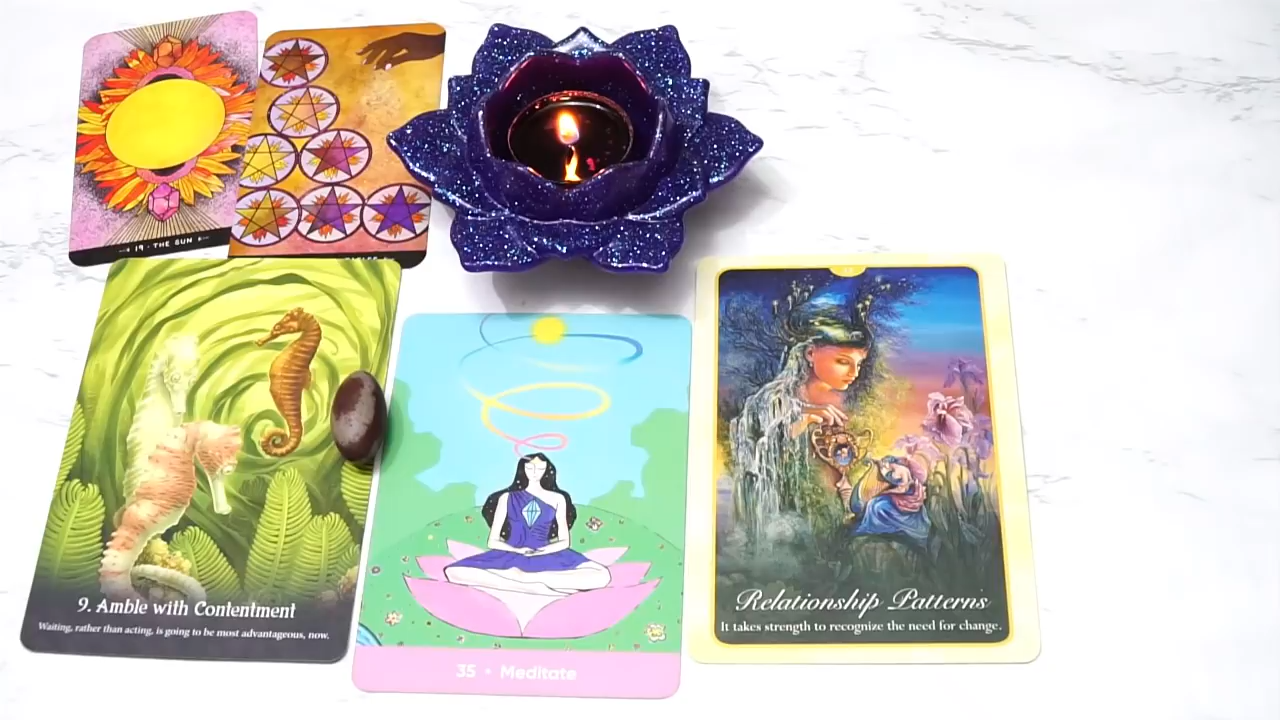 19 · THE SUN
9. Amble with Contentment
Waiting, rather than acting, is going to be most advantageous, now.
35 • Meditate
Relationship Patterns
It takes strength to recognize the need for change.